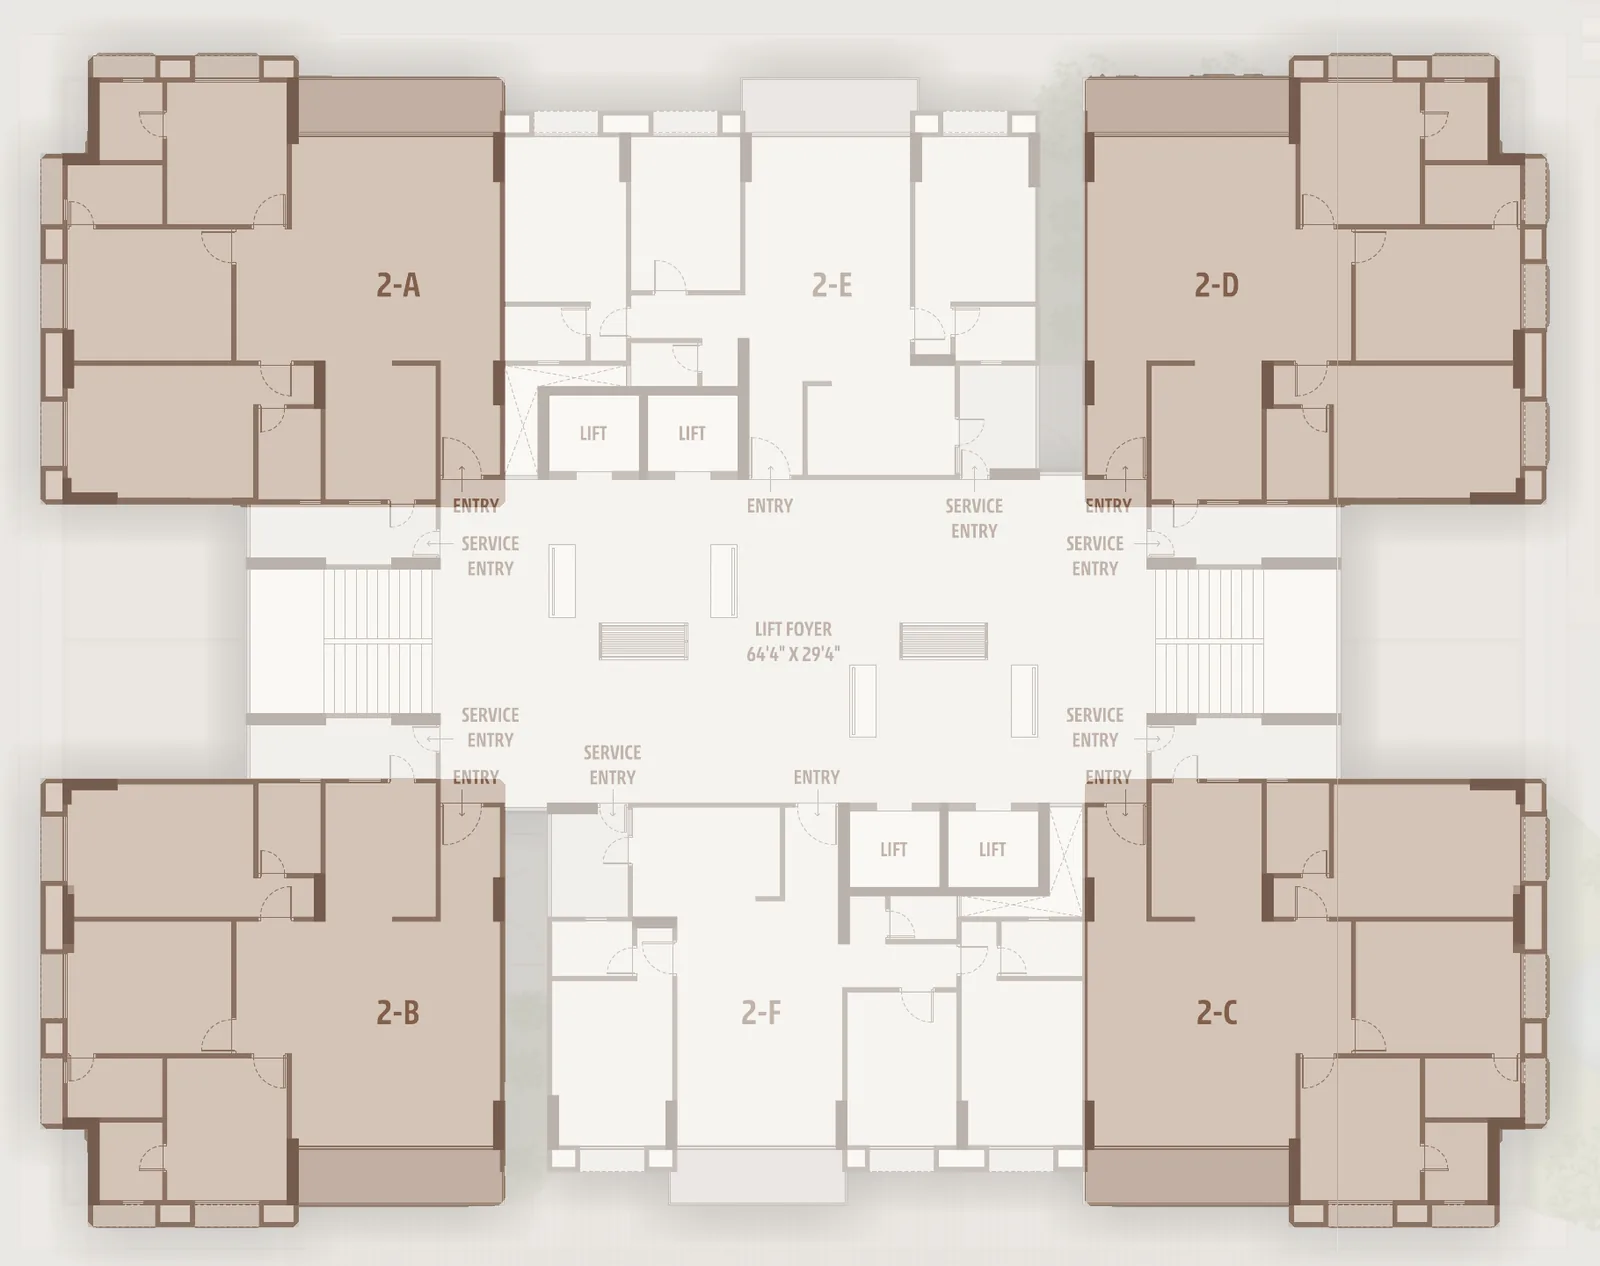 2-A
2-E
2-D
LIFT
LIFT
ENTRY
ENTRY
SERVICE
ENTRY
ENTRY
SERVICE
ENTRY
SERVICE
ENTRY
LIFT FOYER
64'4" X 29'4"
SERVICE
ENTRY
SERVICE
ENTRY
ENTRY
SERVICE
ENTRY
ENTRY
ENTRY
LIFT
LIFT
2-B
2-F
2-C